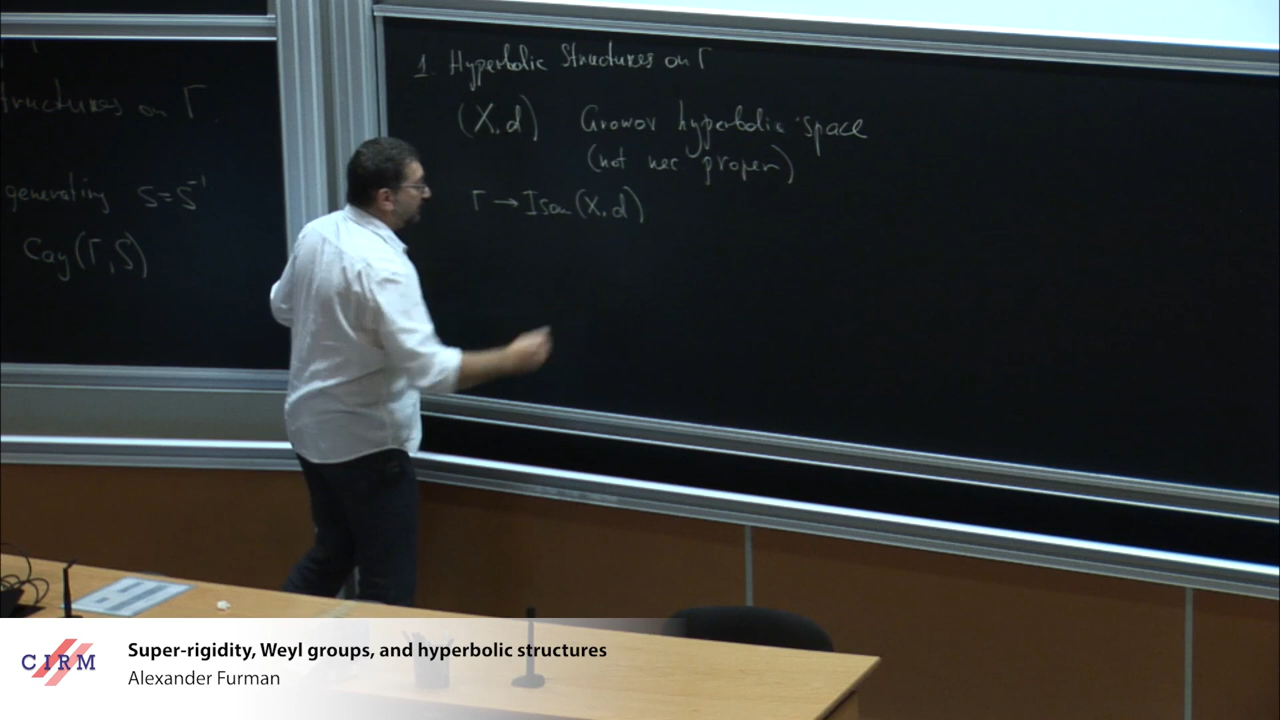 tructures on Γ.
generating S=S⁻¹
Cay(Γ,S)
1. Hyperbolic Structures on Γ
(X,d) Gromov hyperbolic space
(not nec proper)
Γ→Isom(X,d)
CIRM
Super-rigidity, Weyl groups, and hyperbolic structures
Alexander Furman